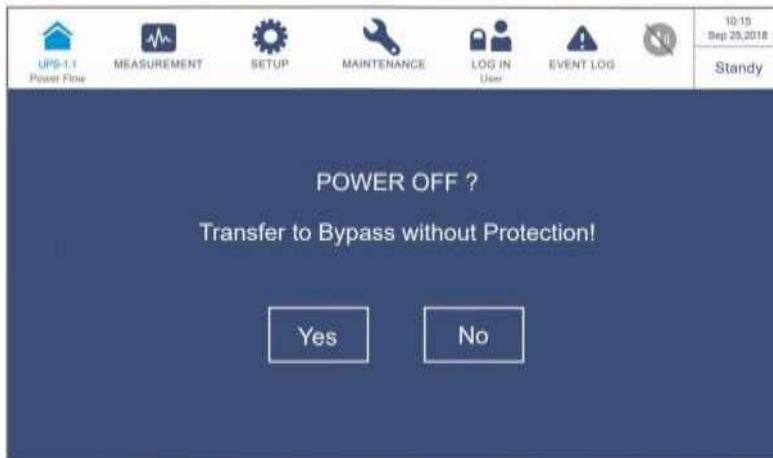 UPS-1.1
Power Flow
MEASUREMENT
SETUP
MAINTENANCE
LOG IN
User
EVENT LOG
10:15
Sep 25,2018
Standy
POWER OFF ?
Transfer to Bypass without Protection!
Yes
No